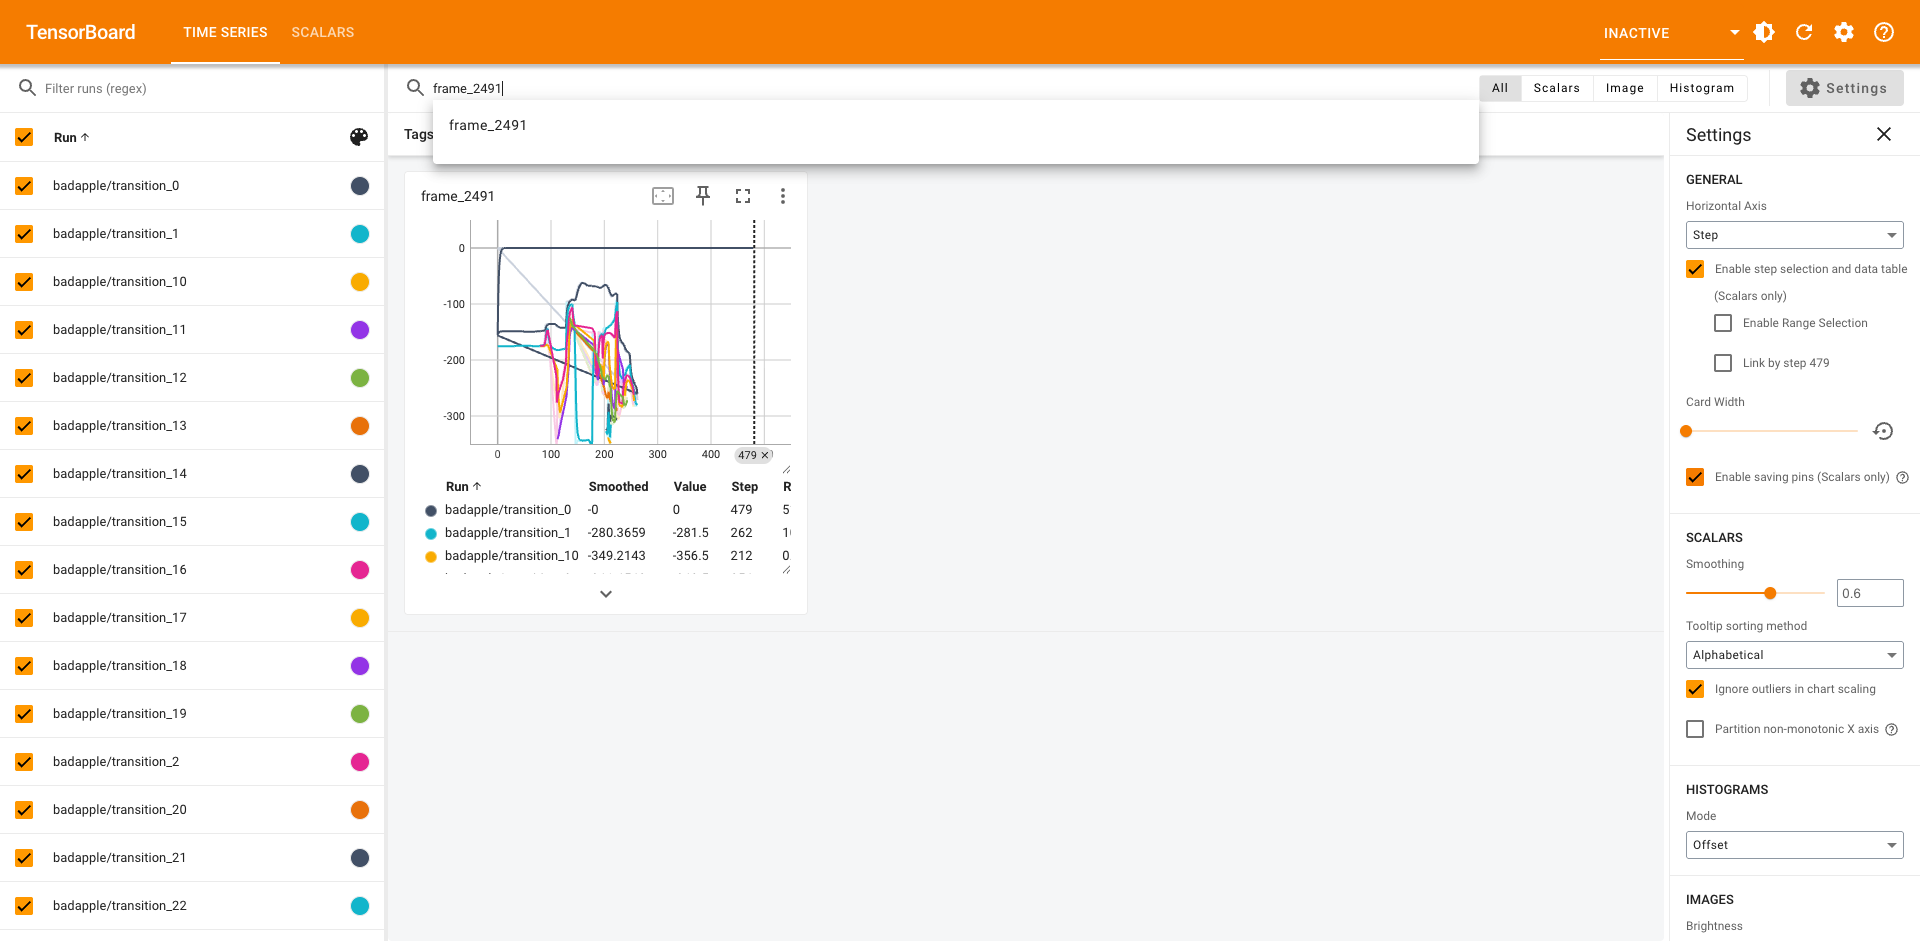 TensorBoard
TIME SERIES
SCALARS
INACTIVE
Filter runs (regex)
frame_2491
All
Scalars
Image
Histogram
Settings
frame_2491
Run
Tags
badapple/transition_0
badapple/transition_1
badapple/transition_10
badapple/transition_11
badapple/transition_12
badapple/transition_13
badapple/transition_14
badapple/transition_15
badapple/transition_16
badapple/transition_17
badapple/transition_18
badapple/transition_19
badapple/transition_2
badapple/transition_20
badapple/transition_21
badapple/transition_22
frame_2491
0
-100
-200
-300
0 100 200 300 400 479
Run Smoothed Value Step R
badapple/transition_0 -0 0 479 5
badapple/transition_1 -280.3659 -281.5 262 1
badapple/transition_10 -349.2143 -356.5 212 0.
Settings
GENERAL
Horizontal Axis
Step
Enable step selection and data table
(Scalars only)
Enable Range Selection
Link by step 479
Card Width
Enable saving pins (Scalars only)
SCALARS
Smoothing
0.6
Tooltip sorting method
Alphabetical
Ignore outliers in chart scaling
Partition non-monotonic X axis
HISTOGRAMS
Mode
Offset
IMAGES
Brightness